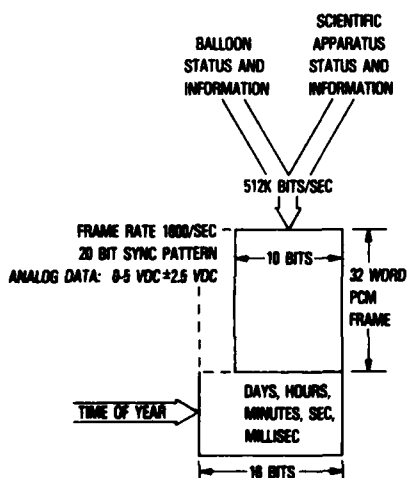 BALLOON
STATUS AND
INFORMATION
SCIENTIFIC
APPARATUS
STATUS AND
INFORMATION
512K BITS/SEC
FRAME RATE 1600/SEC
20 BIT SYNC PATTERN
ANALOG DATA: 0-5 VDC ±2.5 VDC
10 BITS
32 WORD
PCM
FRAME
TIME OF YEAR
DAYS, HOURS,
MINUTES, SEC,
MILLISEC
16 BITS